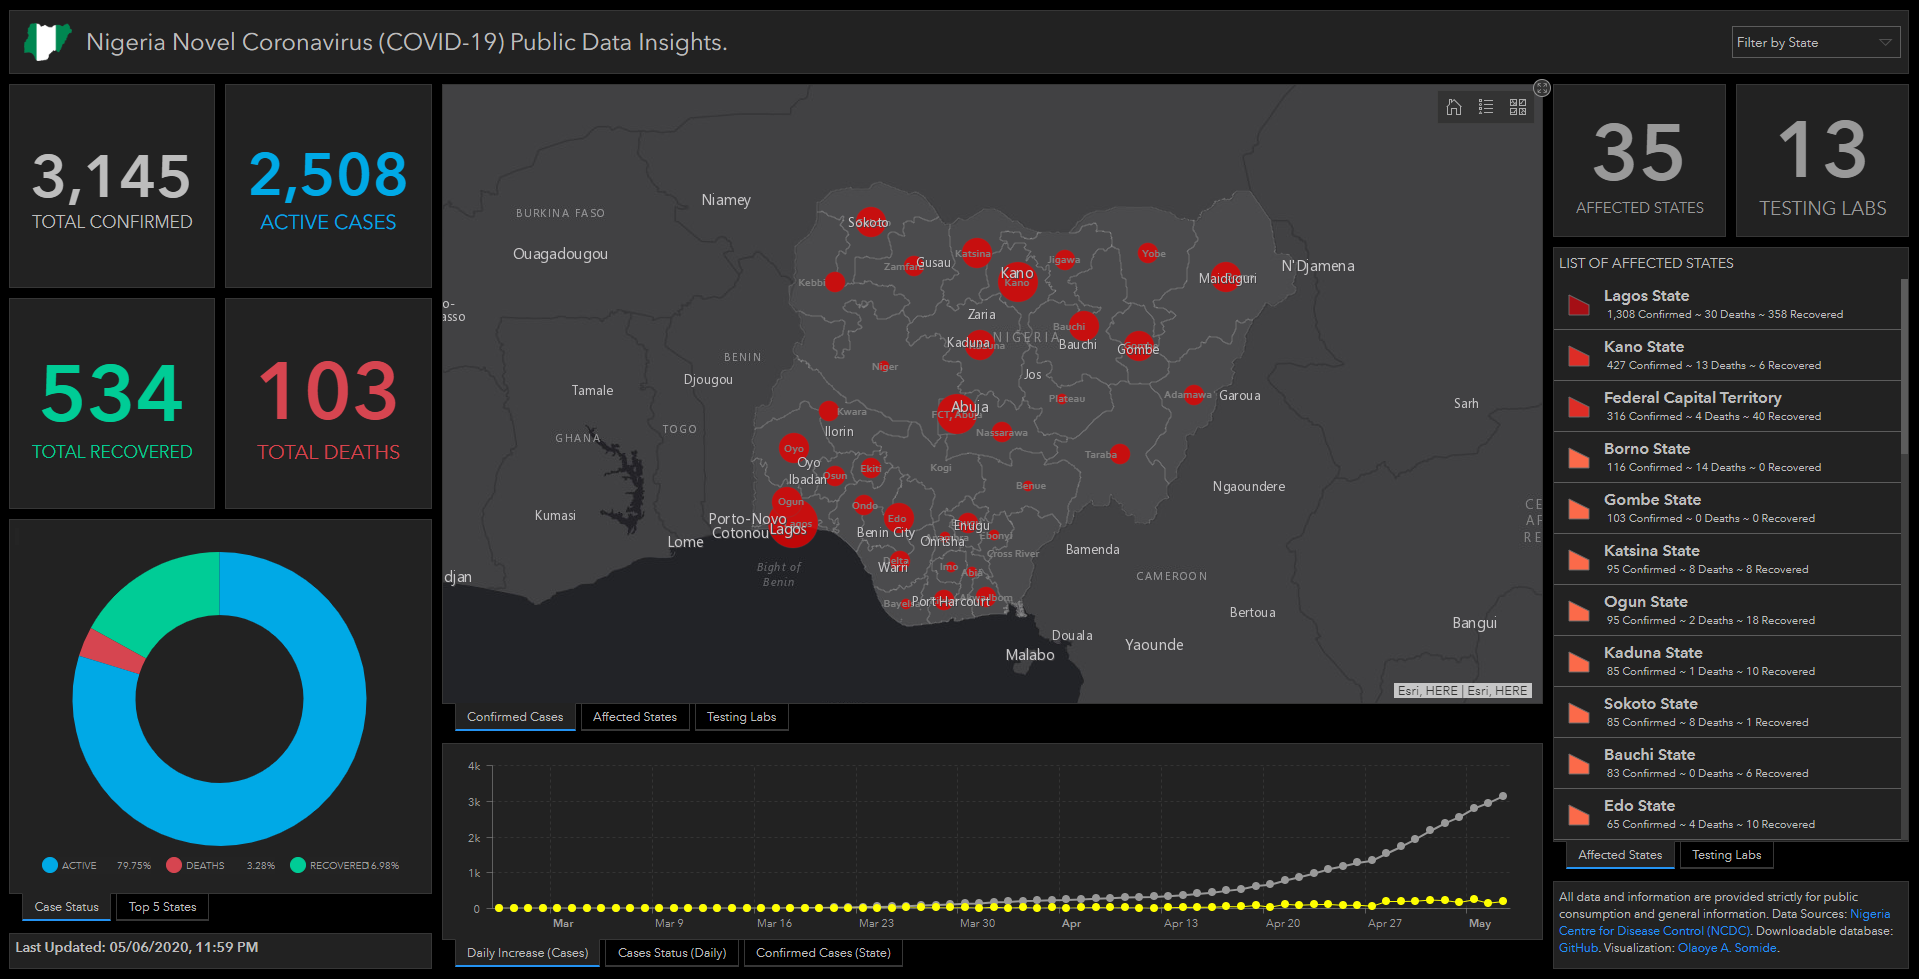 Nigeria Novel Coronavirus (COVID-19) Public Data Insights.
Filter by State
3,145
TOTAL CONFIRMED
2,508
ACTIVE CASES
534
TOTAL RECOVERED
103
TOTAL DEATHS
ACTIVE 79.75% DEATHS 3.28% RECOVERED 16.98%
Case Status
Top 5 States
Last Updated: 05/06/2020, 11:59 PM
Niamey
BURKINA FASO
Ouagadougou
Sokoto
Katsina
Gusau
Kebbi
Kano
Kano
Jigawa
Yobe
Maiduguri
N'Djamena
o-
asso
Zaria
NIGERIA
Bauchi
Bauchi
Kaduna
Gombe
BENIN
Djougou
Niger
Jos
Tamale
Plateau
Adamawa
Garoua
Sarh
Abuja
FCT, Abuja
Kwara
Ilorin
Nassarawa
GHANA
TOGO
Oyo
Oyo
Ibadan
Osun
Ekiti
Kogi
Taraba
Benue
Ngaoundere
Kumasi
Ogun
Ondo
Edo
Porto-Novo
Cotonou
Lagos
Lome
Benin City
Enugu
Onitsha
Ebonyi
Cross River
Bamenda
CE
AF
RE
Bight of
Benin
Delta
Warri
Imo
Abia
CAMEROON
djan
Bayelsa
Port Harcourt
Bertoua
Bangui
Douala
Yaounde
Malabo
Esri, HERE | Esri, HERE
Confirmed Cases
Affected States
Testing Labs
4k
3k
2k
1k
0
Mar
Mar 9
Mar 16
Mar 23
Mar 30
Apr
Apr 13
Apr 20
Apr 27
May
Daily Increase (Cases)
Cases Status (Daily)
Confirmed Cases (State)
35
AFFECTED STATES
13
TESTING LABS
LIST OF AFFECTED STATES
Lagos State
1,308 Confirmed ~ 30 Deaths ~ 358 Recovered
Kano State
427 Confirmed ~ 13 Deaths ~ 6 Recovered
Federal Capital Territory
316 Confirmed ~ 4 Deaths ~ 40 Recovered
Borno State
116 Confirmed ~ 14 Deaths ~ 0 Recovered
Gombe State
103 Confirmed ~ 0 Deaths ~ 0 Recovered
Katsina State
95 Confirmed ~ 8 Deaths ~ 8 Recovered
Ogun State
95 Confirmed ~ 2 Deaths ~ 18 Recovered
Kaduna State
85 Confirmed ~ 1 Deaths ~ 10 Recovered
Sokoto State
85 Confirmed ~ 8 Deaths ~ 1 Recovered
Bauchi State
83 Confirmed ~ 0 Deaths ~ 6 Recovered
Edo State
65 Confirmed ~ 4 Deaths ~ 10 Recovered
Affected States
Testing Labs
All data and information are provided strictly for public
consumption and general information. Data Sources: Nigeria
Centre for Disease Control (NCDC). Downloadable database:
GitHub. Visualization: Olaoye A. Somide.